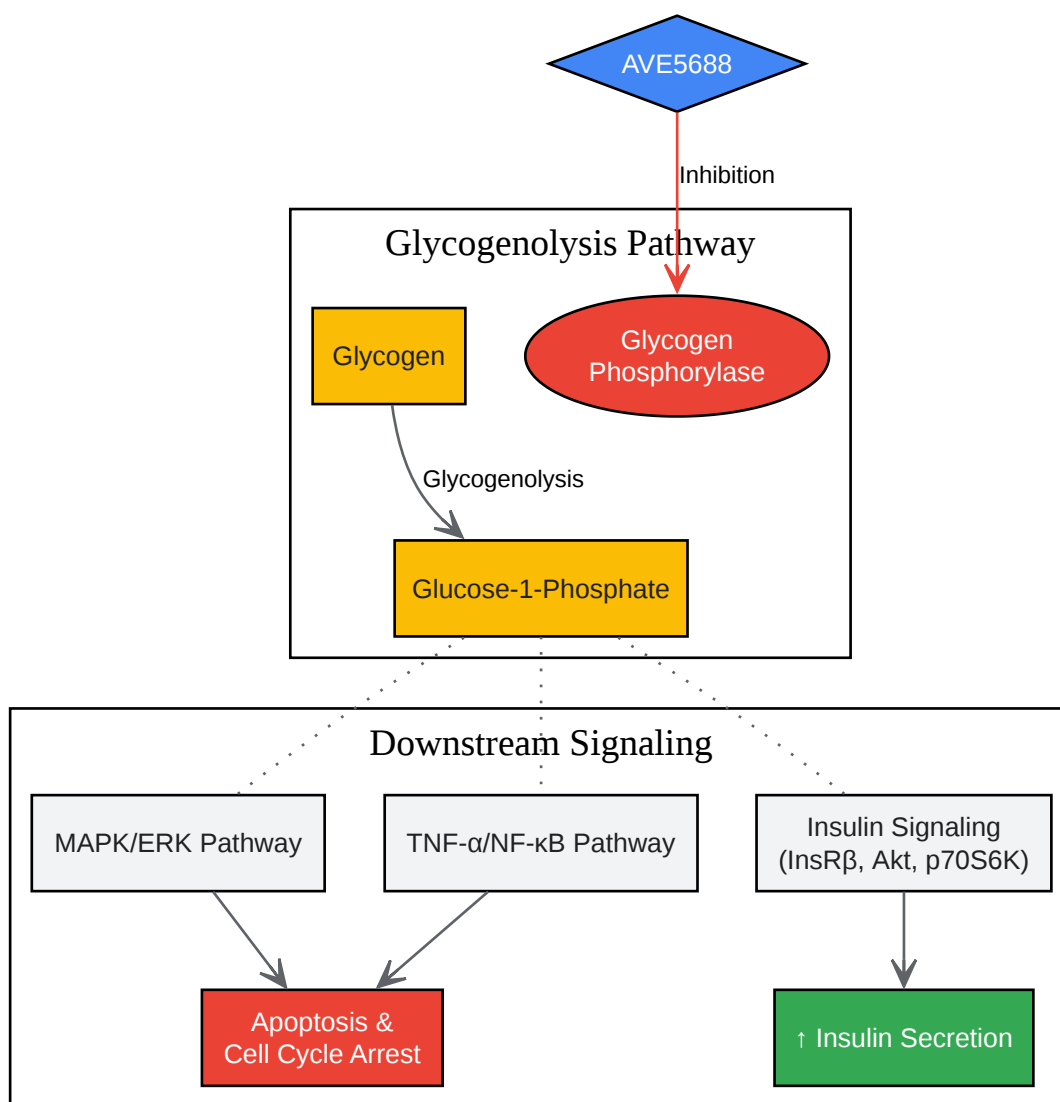 AVE5688
Inhibition
Glycogenolysis Pathway
Glycogen
Glycogen
Phosphorylase
Glycogenolysis
Glucose-1-Phosphate
Downstream Signaling
MAPK/ERK Pathway
TNF-α/NF-κB Pathway
Insulin Signaling
(InsRβ, Akt, p70S6K)
Apoptosis &
Cell Cycle Arrest
↑ Insulin Secretion